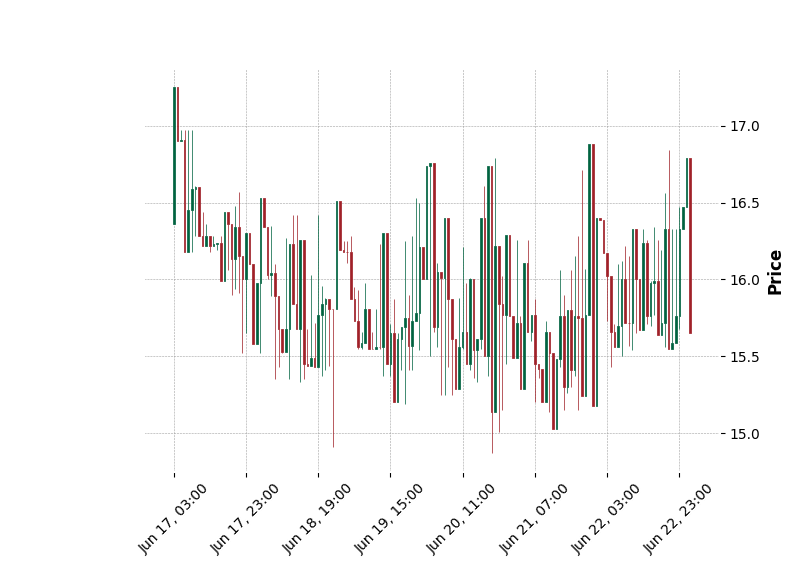 17.0
16.5
16.0
15.5
15.0
Price
Jun 17, 03:00
Jun 17, 23:00
Jun 18, 19:00
Jun 19, 15:00
Jun 20, 11:00
Jun 21, 07:00
Jun 22, 03:00
Jun 22, 23:00